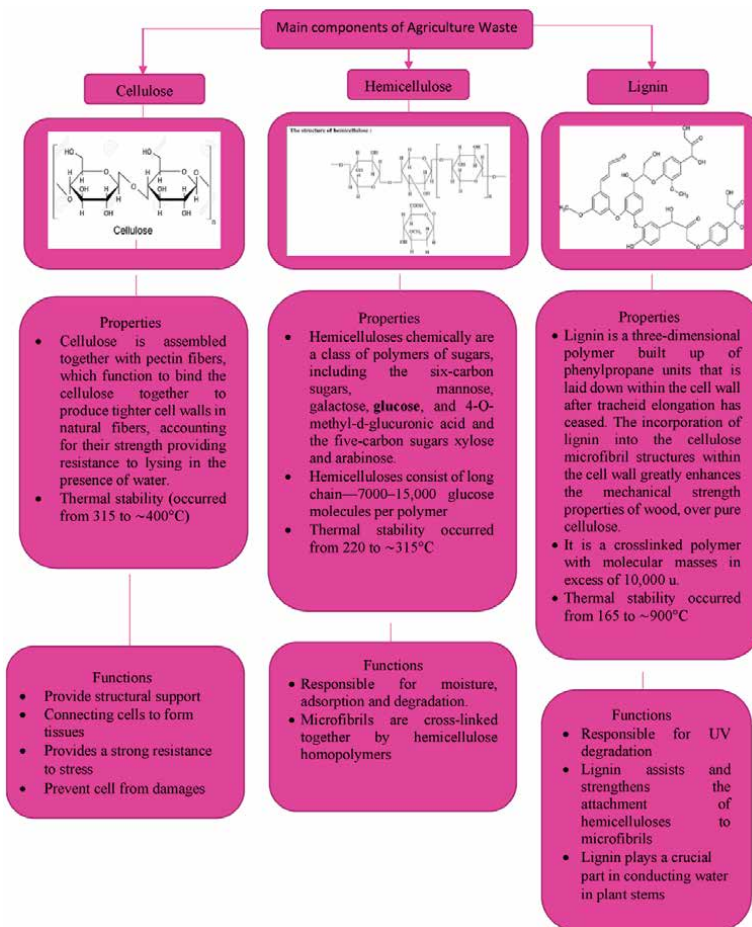 Main components of Agriculture Waste
Cellulose
Hemicellulose
Lignin
Cellulose
n
The structure of hemicellulose :
Properties
• Cellulose is assembled
together with pectin fibers,
which function to bind the
cellulose together to
produce tighter cell walls in
natural fibers, accounting
for their strength providing
resistance to lysing in the
presence of water.
• Thermal stability (occurred
from 315 to ~400°C)
Properties
• Hemicelluloses chemically are
a class of polymers of sugars,
including the six-carbon
sugars, mannose,
galactose, glucose, and 4-O-
methyl-d-glucuronic acid and
the five-carbon sugars xylose
and arabinose.
• Hemicelluloses consist of long
chain—7000–15,000 glucose
molecules per polymer
• Thermal stability occurred
from 220 to ~315°C
Properties
• Lignin is a three-dimensional
polymer built up of
phenylpropane units that is
laid down within the cell wall
after tracheid elongation has
ceased. The incorporation of
lignin into the cellulose
microfibril structures within
the cell wall greatly enhances
the mechanical strength
properties of wood, over pure
cellulose.
• It is a crosslinked polymer
with molecular masses in
excess of 10,000 u.
• Thermal stability occurred
from 165 to ~900°C
Functions
• Provide structural support
• Connecting cells to form
tissues
• Provides a strong resistance
to stress
• Prevent cell from damages
Functions
• Responsible for moisture,
adsorption and degradation.
• Microfibrils are cross-linked
together by hemicellulose
homopolymers
Functions
• Responsible for UV
degradation
• Lignin assists and
strengthens the
attachment of
hemicelluloses to
microfibrils
• Lignin plays a crucial
part in conducting water
in plant stems